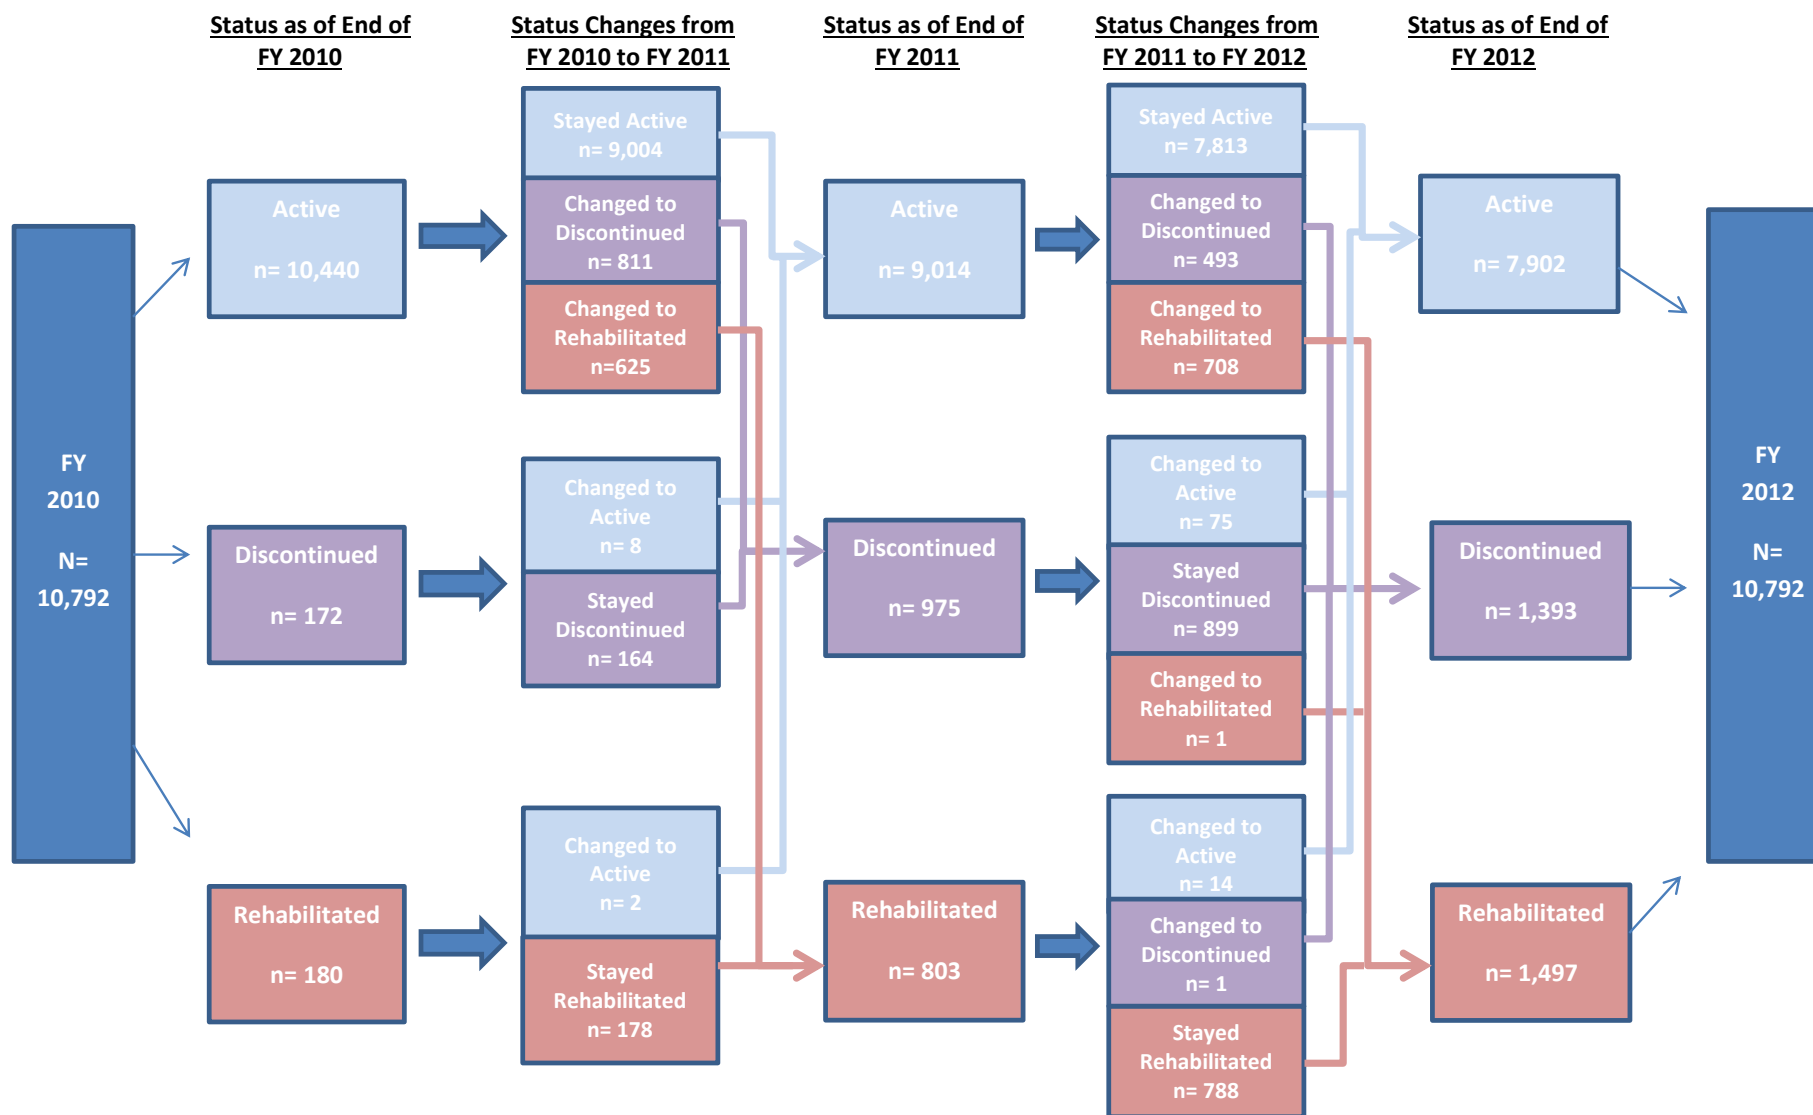 Status as of End of
FY 2010
Status Changes from
FY 2010 to FY 2011
Status as of End of
FY 2011
Status Changes from
FY 2011 to FY 2012
Status as of End of
FY 2012
FY
2010
N=
10,792
Active
n= 10,440
Discontinued
n= 172
Rehabilitated
n= 180
Stayed Active
n= 9,004
Changed to
Discontinued
n= 811
Changed to
Rehabilitated
n=625
Changed to
Active
n= 8
Stayed
Discontinued
n= 164
Changed to
Active
n= 2
Stayed
Rehabilitated
n= 178
Active
n= 9,014
Discontinued
n= 975
Rehabilitated
n= 803
Stayed Active
n= 7,813
Changed to
Discontinued
n= 493
Changed to
Rehabilitated
n= 708
Changed to
Active
n= 75
Stayed
Discontinued
n= 899
Changed to
Rehabilitated
n= 1
Changed to
Active
n= 14
Changed to
Discontinued
n= 1
Stayed
Rehabilitated
n= 788
Active
n= 7,902
Discontinued
n= 1,393
Rehabilitated
n= 1,497
FY
2012
N=
10,792